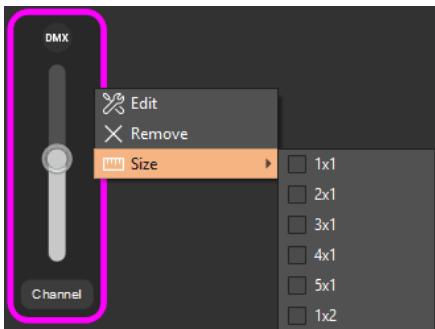 DMX
Edit
Remove
Size
1x1
2x1
3x1
4x1
5x1
1x2
Channel